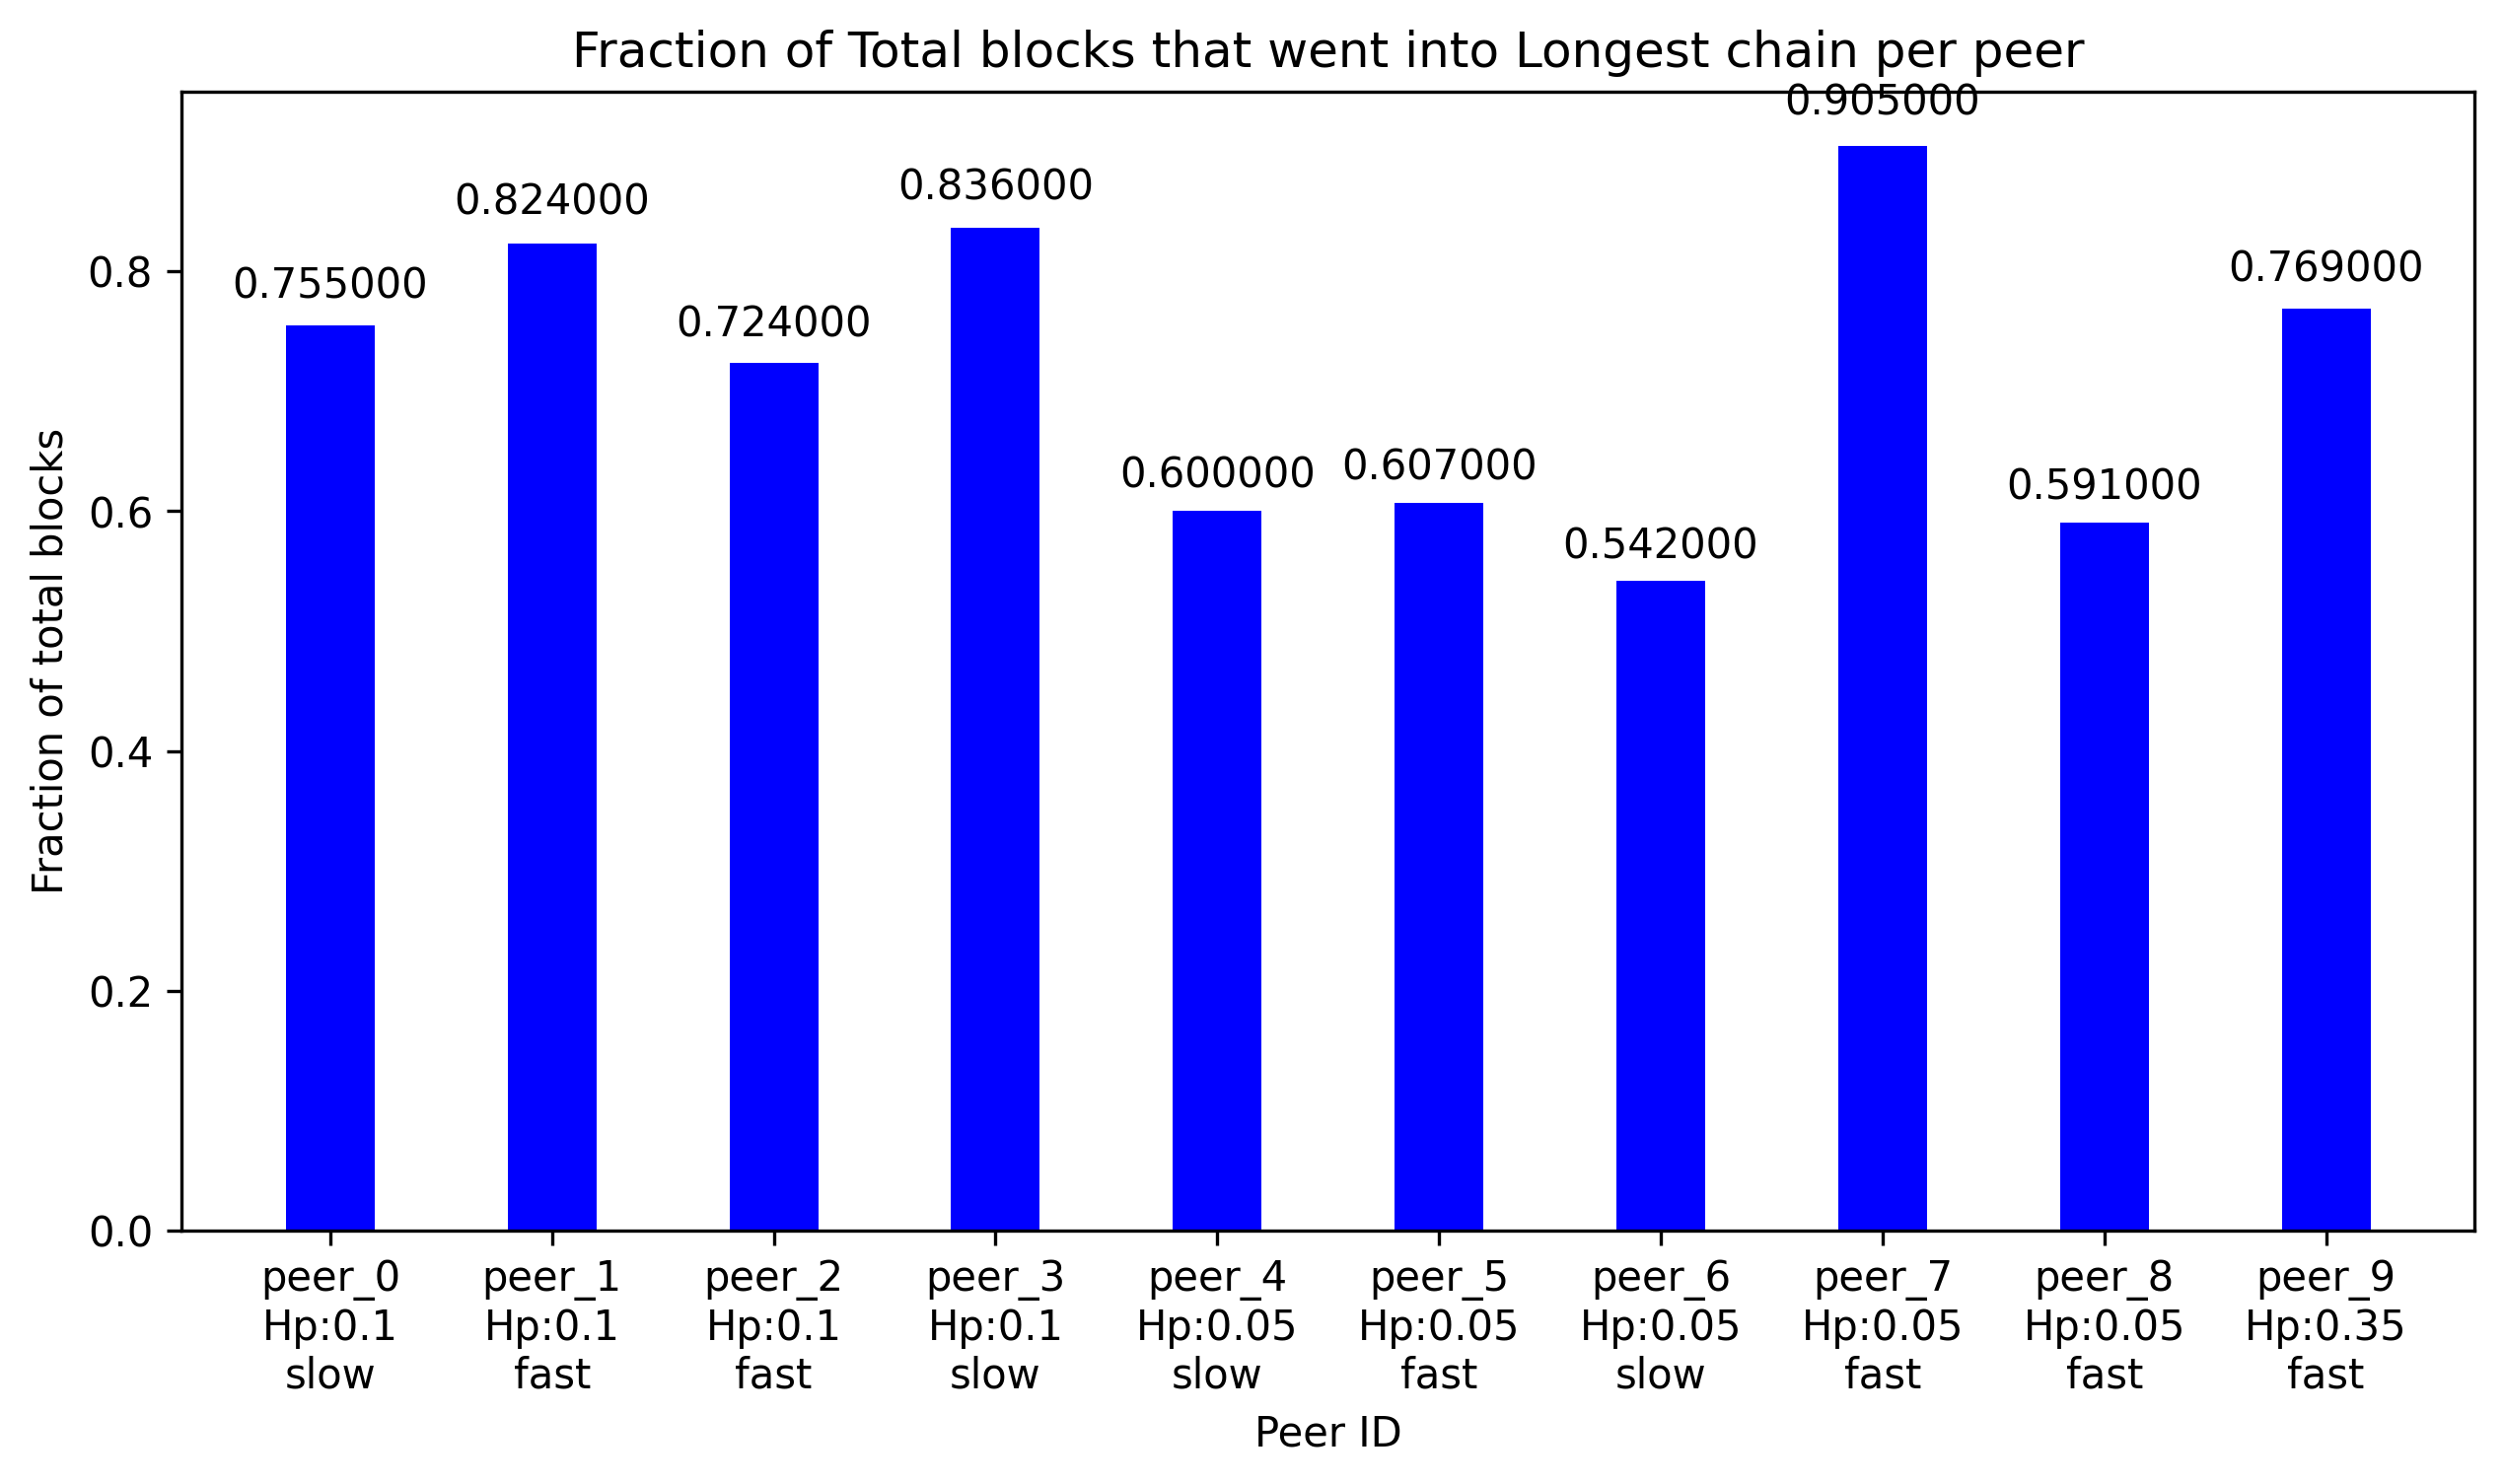 Fraction of Total blocks that went into Longest chain per peer
Fraction of total blocks
0.8
0.6
0.4
0.2
0.0
0.755000
0.824000
0.724000
0.836000
0.600000
0.607000
0.542000
0.905000
0.591000
0.769000
peer_0
Hp:0.1
slow
peer_1
Hp:0.1
fast
peer_2
Hp:0.1
fast
peer_3
Hp:0.1
slow
peer_4
Hp:0.05
slow
peer_5
Hp:0.05
fast
peer_6
Hp:0.05
slow
peer_7
Hp:0.05
fast
peer_8
Hp:0.05
fast
peer_9
Hp:0.35
fast
Peer ID